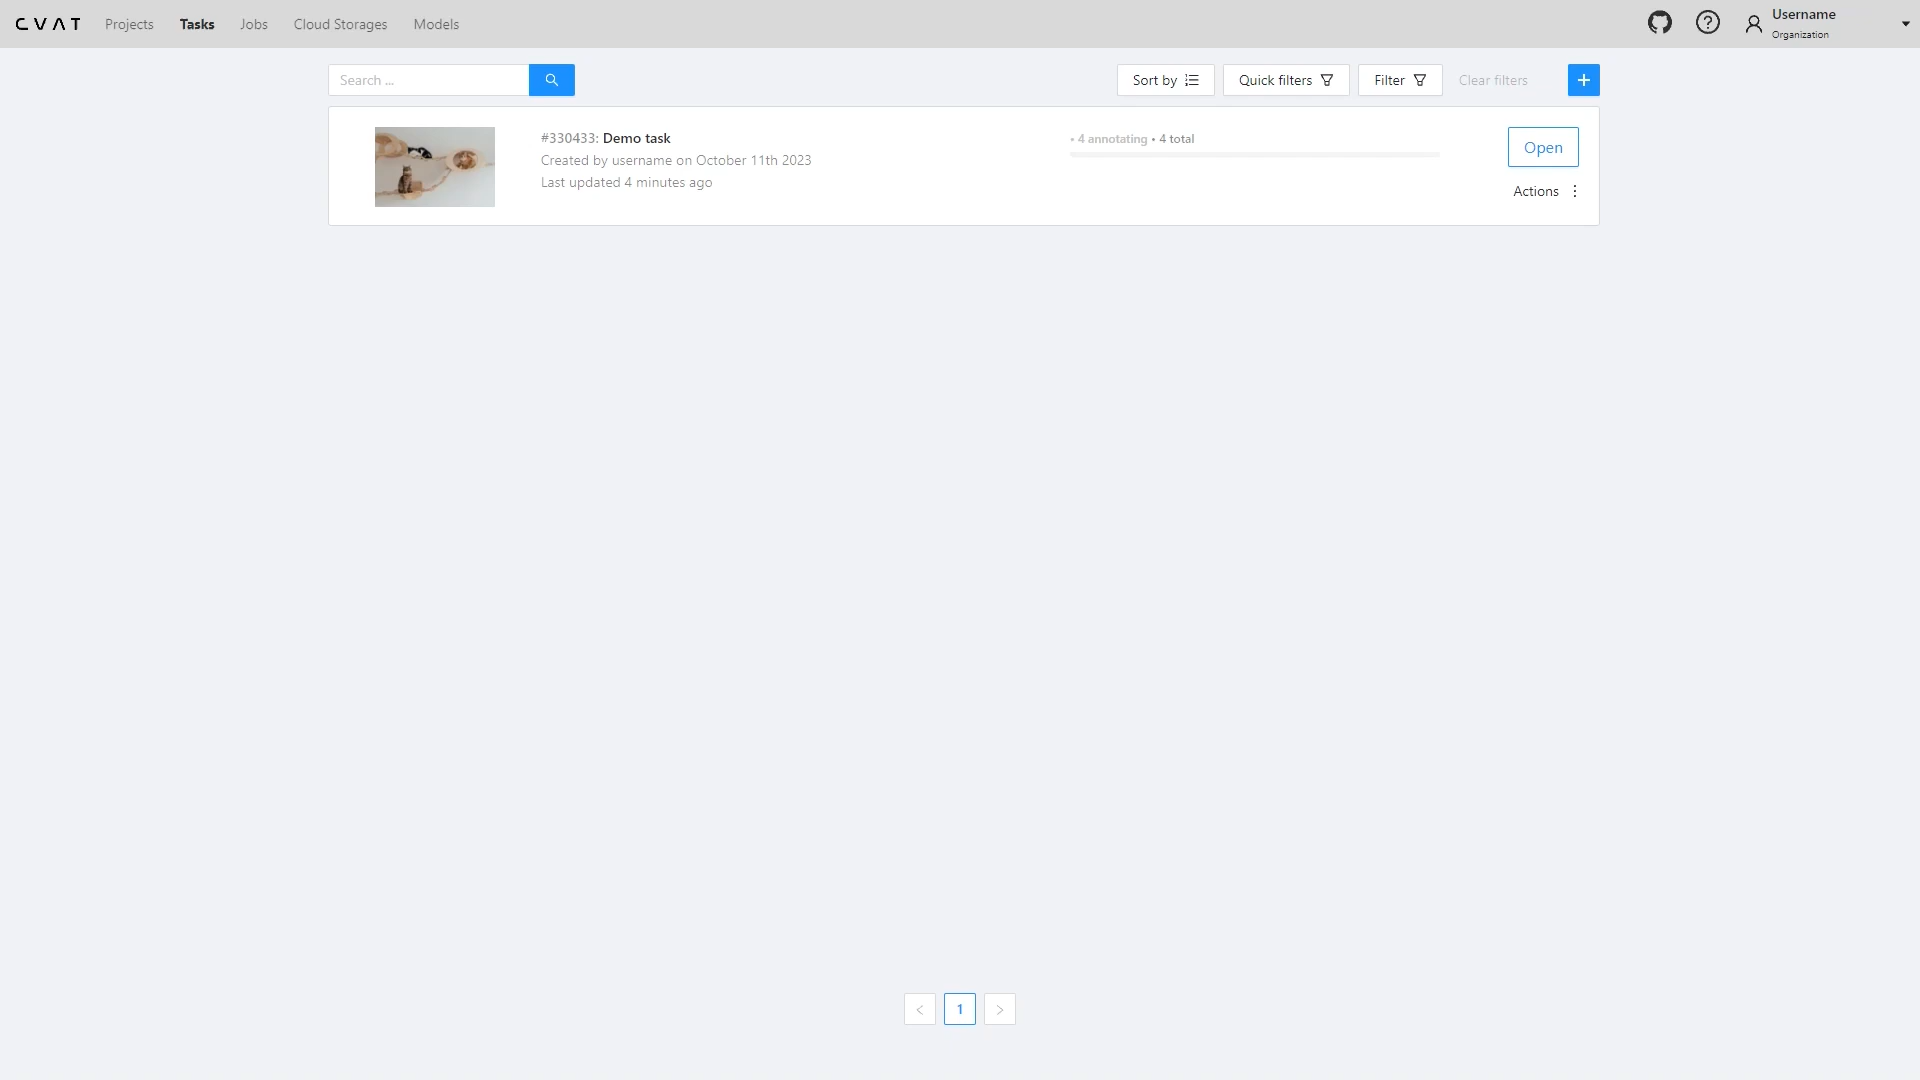 CVAT Projects Tasks Jobs Cloud Storages Models Username
Organization
Search ... Sort by Quick filters Filter Clear filters +
#330433: Demo task
Created by username on October 11th 2023
Last updated 4 minutes ago
• 4 annotating • 4 total
Open
Actions
< 1 >